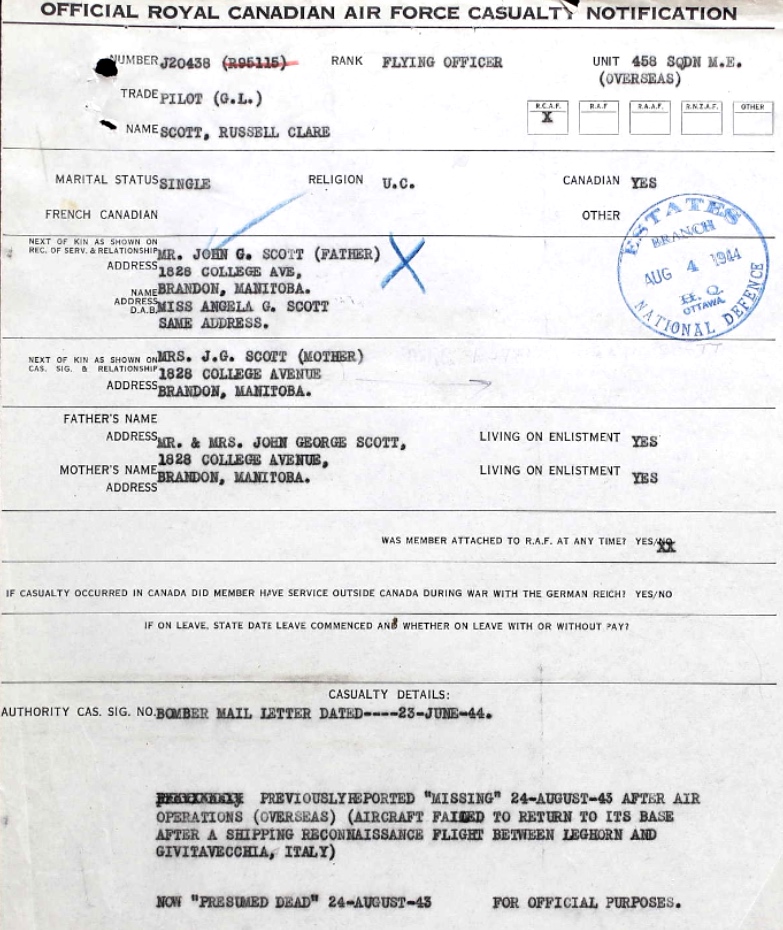 OFFICIAL ROYAL CANADIAN AIR FORCE CASUALTY NOTIFICATION
NUMBER J20438 (R95115) RANK FLYING OFFICER UNIT 458 SQDN M.E.
(OVERSEAS)
TRADE PILOT (G.L.)
R.C.A.F. R.A.F R.A.A.F. R.N.Z.A.F. OTHER
X
NAME SCOTT, RUSSELL CLARE
MARITAL STATUS SINGLE RELIGION U.C. CANADIAN YES
FRENCH CANADIAN OTHER
ESTATES
BRANCH
AUG 4 1944
H.Q.
OTTAWA
NATIONAL DEFENCE
NEXT OF KIN AS SHOWN ON
REC. OF SERV. & RELATIONSHIP MR. JOHN G. SCOTT (FATHER)
ADDRESS 1828 COLLEGE AVE,
NAME BRANDON, MANITOBA.
ADDRESS
D.A.B. MISS ANGELA G. SCOTT
SAME ADDRESS.
NEXT OF KIN AS SHOWN ON MRS. J.G. SCOTT (MOTHER)
CAS. SIG. & RELATIONSHIP 1828 COLLEGE AVENUE
ADDRESS BRANDON, MANITOBA.
FATHER'S NAME
ADDRESS MR. & MRS. JOHN GEORGE SCOTT, LIVING ON ENLISTMENT YES
1828 COLLEGE AVENUE,
MOTHER'S NAME BRANDON, MANITOBA. LIVING ON ENLISTMENT YES
ADDRESS
WAS MEMBER ATTACHED TO R.A.F. AT ANY TIME? YES/NO XX
IF CASUALTY OCCURRED IN CANADA DID MEMBER HAVE SERVICE OUTSIDE CANADA DURING WAR WITH THE GERMAN REICH? YES/NO
IF ON LEAVE, STATE DATE LEAVE COMMENCED AND WHETHER ON LEAVE WITH OR WITHOUT PAY?
CASUALTY DETAILS:
AUTHORITY CAS. SIG. NO. BOMBER MAIL LETTER DATED----23-JUNE-44.
PREVIOUSLYREPORTED "MISSING" 24-AUGUST-43 AFTER AIR
OPERATIONS (OVERSEAS) (AIRCRAFT FAILED TO RETURN TO ITS BASE
AFTER A SHIPPING RECONNAISSANCE FLIGHT BETWEEN LEGHORN AND
GIVITAVECCHIA, ITALY)
NOW "PRESUMED DEAD" 24-AUGUST-43 FOR OFFICIAL PURPOSES.